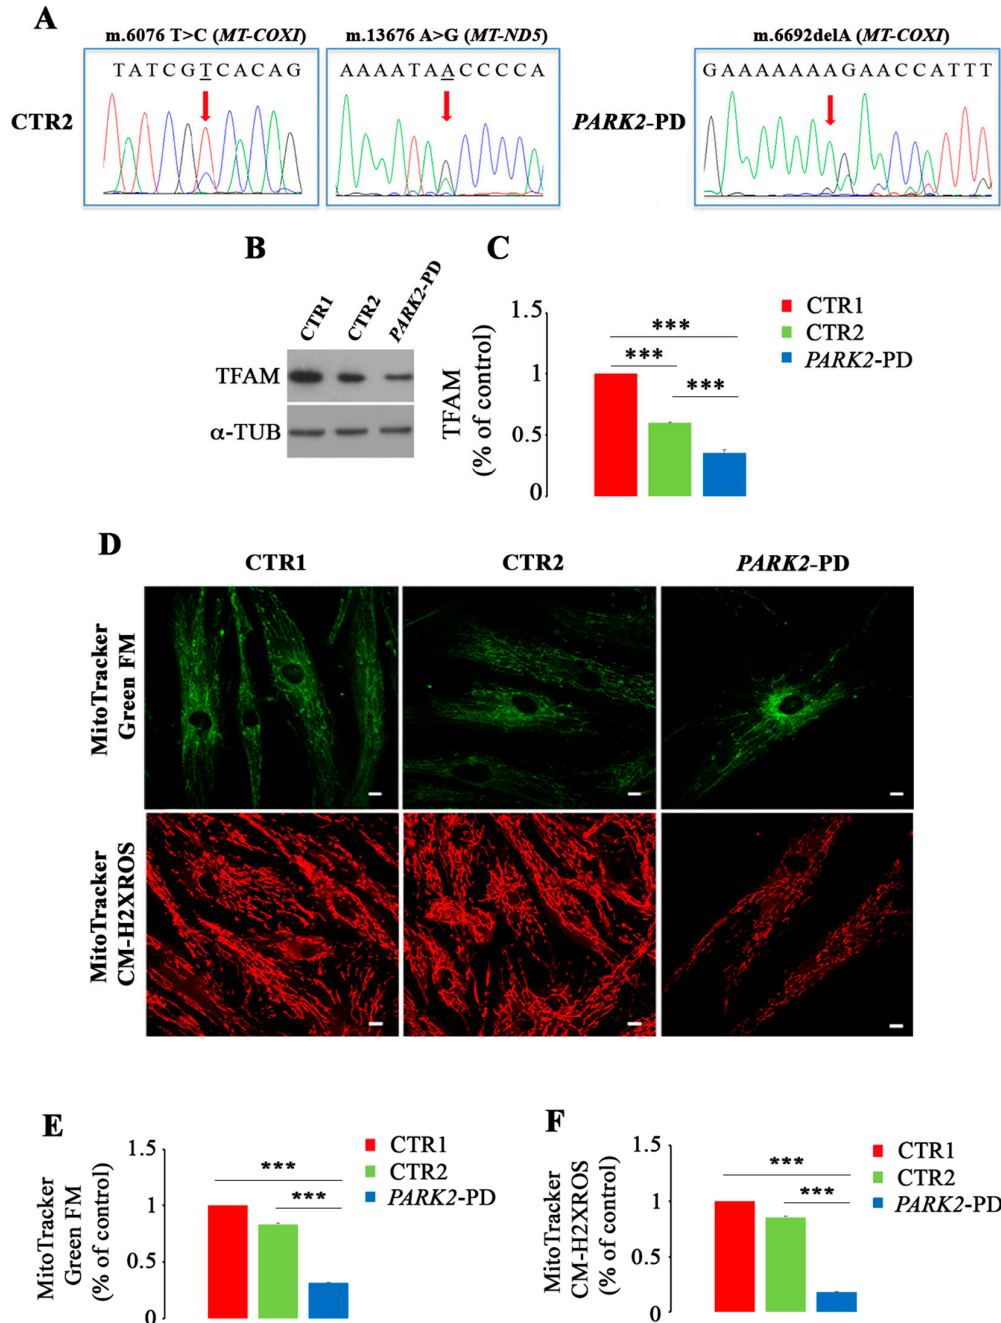 A
m.6076 T>C (MT-COXI)
m.13676 A>G (MT-ND5)
m.6692delA (MT-COXI)
TATCGTCACAG
AAAATAACCCCA
GAAAAAAAGAACCATTT
CTR2
PARK2-PD
B
CTR1
CTR2
PARK2-PD
TFAM
α-TUB
C
TFAM
(% of control)
1.5
1
0.5
0
***
***
***
CTR1
CTR2
PARK2-PD
D
CTR1
CTR2
PARK2-PD
MitoTracker
Green FM
MitoTracker
CM-H2XROS
E
MitoTracker
Green FM
(% of control)
1.5
1
0.5
0
***
***
CTR1
CTR2
PARK2-PD
F
MitoTracker
CM-H2XROS
(% of control)
1.5
1
0.5
0
***
***
CTR1
CTR2
PARK2-PD